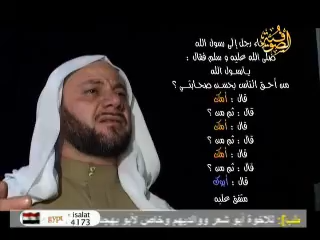 جاء رجل إلى رسول الله
صلى الله عليه و سلم فقال :
يارسول الله
من أحق الناس بحسن صحابتي ؟
قال : أمك
قال : ثم من ؟
قال : أمك
قال : ثم من ؟
قال : أمك
قال : ثم من ؟
قال : أبوك
متفق عليه
للاخوة أبو شعر ووالديهم وخاص لأبو بهجـ
Egypt
isalat
4173